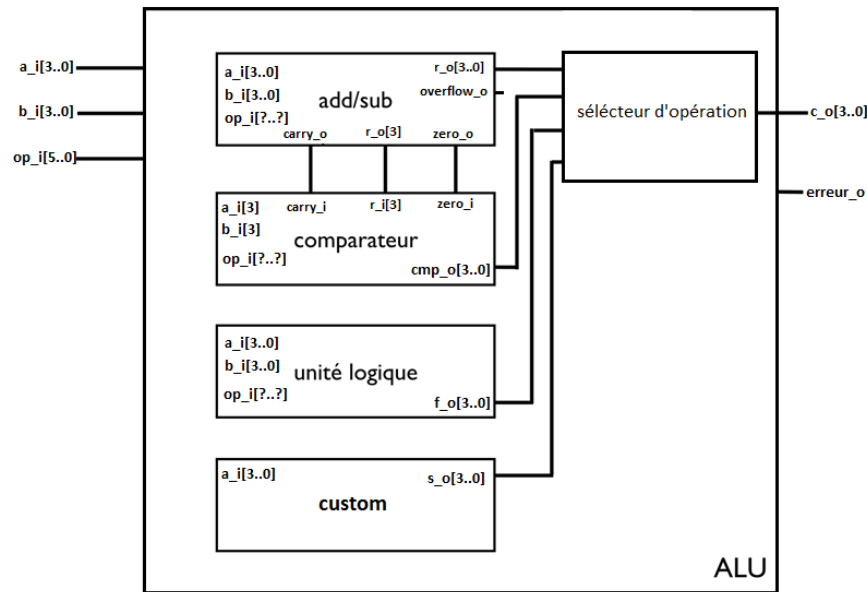 a_i[3..0]
b_i[3..0]
op_i[5..0]
a_i[3..0]
b_i[3..0]
op_i[?..?]
add/sub
r_o[3..0]
overflow_o
carry_o
r_o[3]
zero_o
a_i[3]
b_i[3]
op_i[?..?]
carry_i
r_i[3]
zero_i
comparateur
cmp_o[3..0]
a_i[3..0]
b_i[3..0]
op_i[?..?]
unité logique
f_o[3..0]
a_i[3..0]
custom
s_o[3..0]
sélécteur d'opération
c_o[3..0]
erreur_o
ALU